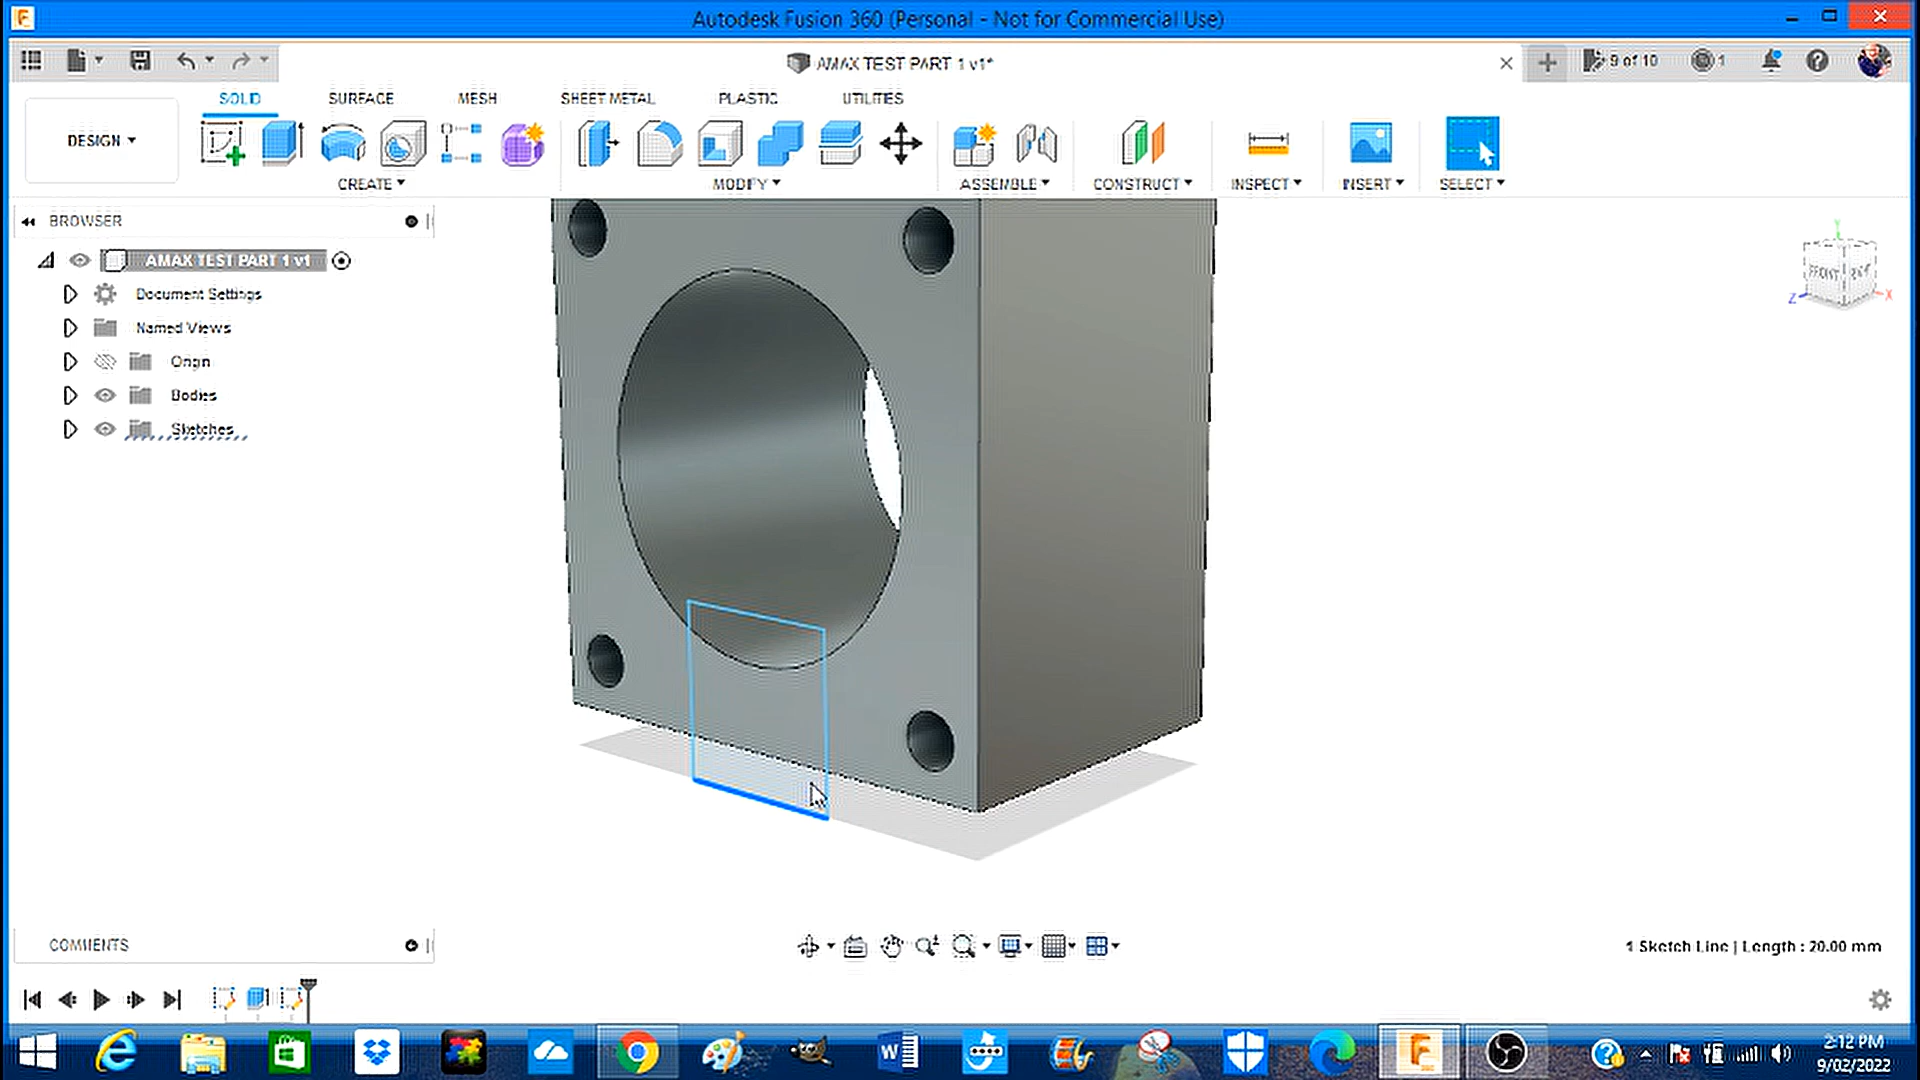 Autodesk Fusion 360 (Personal - Not for Commercial Use)
AMAX TEST PART 1 v1*
9 of 10
1
SOLID
SURFACE
MESH
SHEET METAL
PLASTIC
UTILITIES
DESIGN
CREATE
MODIFY
ASSEMBLE
CONSTRUCT
INSPECT
INSERT
SELECT
BROWSER
AMAX TEST PART 1 v1
Document Settings
Named Views
Origin
Bodies
Sketches
Y
FRONT
RIGHT
Z
X
COMMENTS
1 Sketch Line | Length : 20.00 mm
2:12 PM
9/02/2022